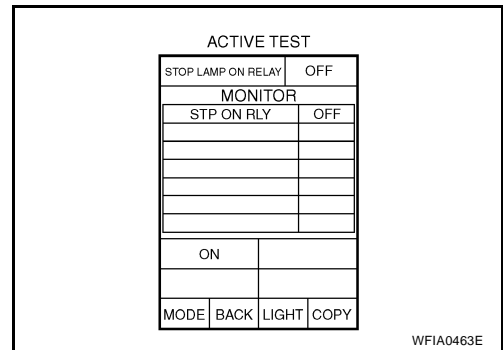 ACTIVE TEST
STOP LAMP ON RELAY OFF
MONITOR
STP ON RLY OFF
ON
MODE BACK LIGHT COPY
WFIA0463E